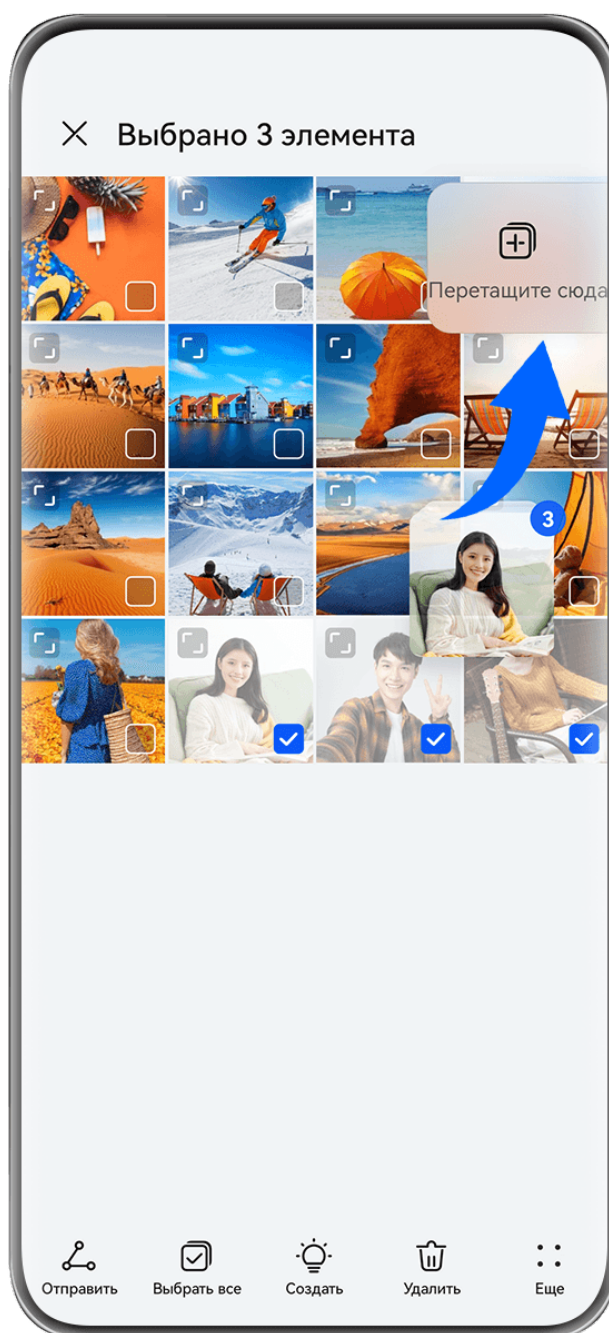 Выбрано 3 элемента
Перетащите сюда
3
Отправить
Выбрать все
Создать
Удалить
Еще